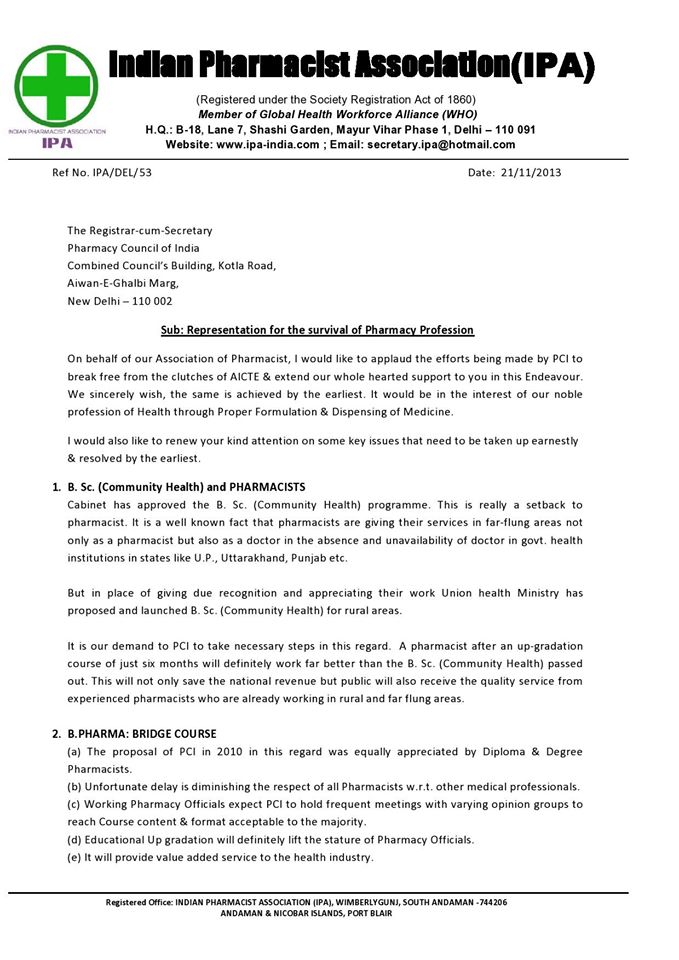 Indian Pharmacist Association(IPA)
INDIAN PHARMACIST ASSOCIATION
IPA
(Registered under the Society Registration Act of 1860)
Member of Global Health Workforce Alliance (WHO)
H.Q.: B-18, Lane 7, Shashi Garden, Mayur Vihar Phase 1, Delhi – 110 091
Website: www.ipa-india.com ; Email: secretary.ipa@hotmail.com
Ref No. IPA/DEL/53 Date: 21/11/2013
The Registrar-cum-Secretary
Pharmacy Council of India
Combined Council’s Building, Kotla Road,
Aiwan-E-Ghalbi Marg,
New Delhi – 110 002
Sub: Representation for the survival of Pharmacy Profession
On behalf of our Association of Pharmacist, I would like to applaud the efforts being made by PCI to
break free from the clutches of AICTE & extend our whole hearted support to you in this Endeavour.
We sincerely wish, the same is achieved by the earliest. It would be in the interest of our noble
profession of Health through Proper Formulation & Dispensing of Medicine.
I would also like to renew your kind attention on some key issues that need to be taken up earnestly
& resolved by the earliest.
1. B. Sc. (Community Health) and PHARMACISTS
Cabinet has approved the B. Sc. (Community Health) programme. This is really a setback to
pharmacist. It is a well known fact that pharmacists are giving their services in far-flung areas not
only as a pharmacist but also as a doctor in the absence and unavailability of doctor in govt. health
institutions in states like U.P., Uttarakhand, Punjab etc.
But in place of giving due recognition and appreciating their work Union health Ministry has
proposed and launched B. Sc. (Community Health) for rural areas.
It is our demand to PCI to take necessary steps in this regard. A pharmacist after an up-gradation
course of just six months will definitely work far better than the B. Sc. (Community Health) passed
out. This will not only save the national revenue but public will also receive the quality service from
experienced pharmacists who are already working in rural and far flung areas.
2. B.PHARMA: BRIDGE COURSE
(a) The proposal of PCI in 2010 in this regard was equally appreciated by Diploma & Degree
Pharmacists.
(b) Unfortunate delay is diminishing the respect of all Pharmacists w.r.t. other medical professionals.
(c) Working Pharmacy Officials expect PCI to hold frequent meetings with varying opinion groups to
reach Course content & format acceptable to the majority.
(d) Educational Up gradation will definitely lift the stature of Pharmacy Officials.
(e) It will provide value added service to the health industry.
Registered Office: INDIAN PHARMACIST ASSOCIATION (IPA), WIMBERLYGUNJ, SOUTH ANDAMAN -744206
ANDAMAN & NICOBAR ISLANDS, PORT BLAIR